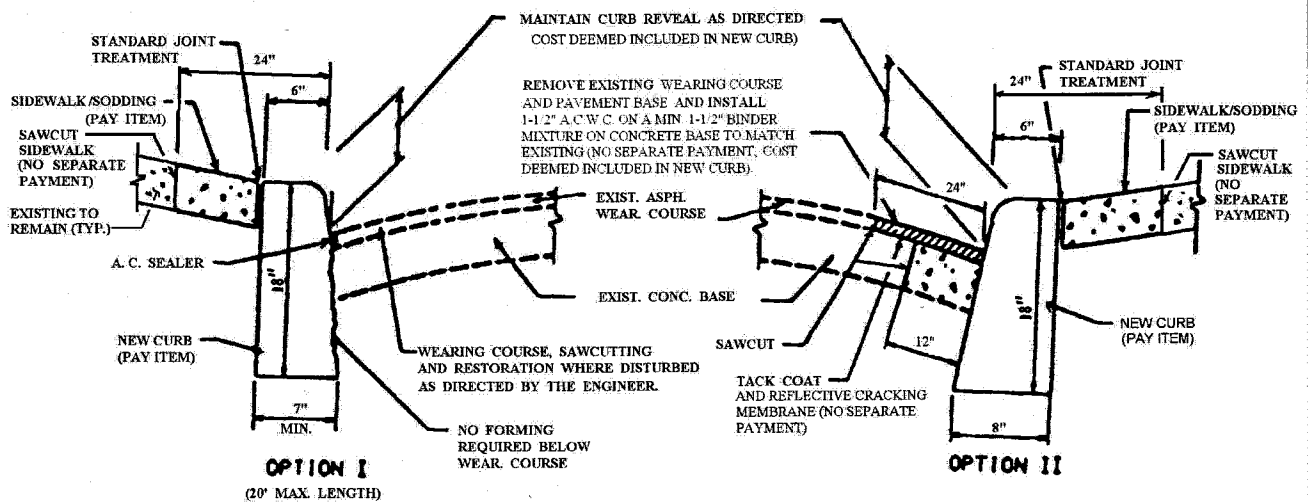 MAINTAIN CURB REVEAL AS DIRECTED
COST DEEMED INCLUDED IN NEW CURB)
STANDARD JOINT
TREATMENT
24"
6"
SIDEWALK/SODDING
(PAY ITEM)
SAWCUT
SIDEWALK
(NO SEPARATE
PAYMENT)
EXISTING TO
REMAIN (TYP.)
A. C. SEALER
18"
NEW CURB
(PAY ITEM)
7"
MIN.
OPTION I
(20' MAX. LENGTH)
REMOVE EXISTING WEARING COURSE
AND PAVEMENT BASE AND INSTALL
1-1/2" A.C.W.C. ON A MIN 1-1/2" BINDER
MIXTURE ON CONCRETE BASE TO MATCH
EXISTING (NO SEPARATE PAYMENT, COST
DEEMED INCLUDED IN NEW CURB).
EXIST. ASPH.
WEAR. COURSE
EXIST. CONC. BASE
WEARING COURSE, SAWCUTTING
AND RESTORATION WHERE DISTURBED
AS DIRECTED BY THE ENGINEER.
NO FORMING
REQUIRED BELOW
WEAR. COURSE
SAWCUT
TACK COAT
AND REFLECTIVE CRACKING
MEMBRANE (NO SEPARATE
PAYMENT)
24"
12"
STANDARD JOINT
TREATMENT
24"
6"
SIDEWALK/SODDING
(PAY ITEM)
SAWCUT
SIDEWALK
(NO
SEPARATE
PAYMENT)
18"
NEW CURB
(PAY ITEM)
8"
OPTION II